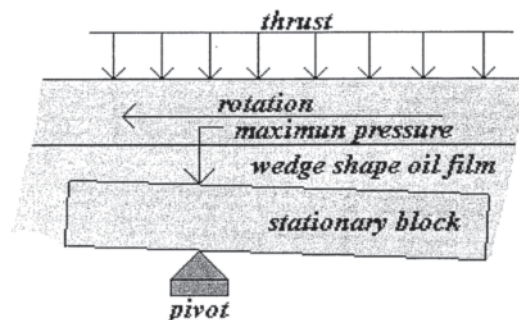 thrust
rotation
maximun pressure
wedge shape oil film
stationary block
pivot